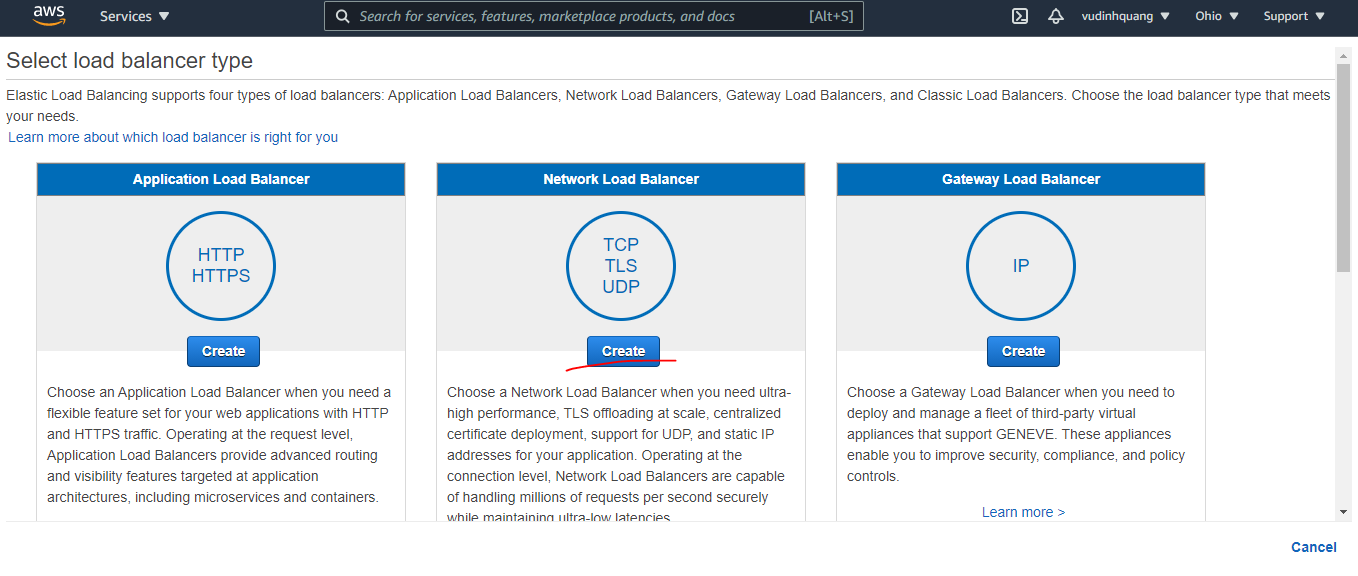 aws Services Search for services, features, marketplace products, and docs [Alt+S] vudinhquang Ohio Support
Select load balancer type
Elastic Load Balancing supports four types of load balancers: Application Load Balancers, Network Load Balancers, Gateway Load Balancers, and Classic Load Balancers. Choose the load balancer type that meets
your needs.
Learn more about which load balancer is right for you
Application Load Balancer
HTTP
HTTPS
Create
Choose an Application Load Balancer when you need a
flexible feature set for your web applications with HTTP
and HTTPS traffic. Operating at the request level,
Application Load Balancers provide advanced routing
and visibility features targeted at application
architectures, including microservices and containers.
Network Load Balancer
TCP
TLS
UDP
Create
Choose a Network Load Balancer when you need ultra-
high performance, TLS offloading at scale, centralized
certificate deployment, support for UDP, and static IP
addresses for your application. Operating at the
connection level, Network Load Balancers are capable
of handling millions of requests per second securely
while maintaining ultra-low latencies.
Gateway Load Balancer
IP
Create
Choose a Gateway Load Balancer when you need to
deploy and manage a fleet of third-party virtual
appliances that support GENEVE. These appliances
enable you to improve security, compliance, and policy
controls.
Learn more >
Cancel